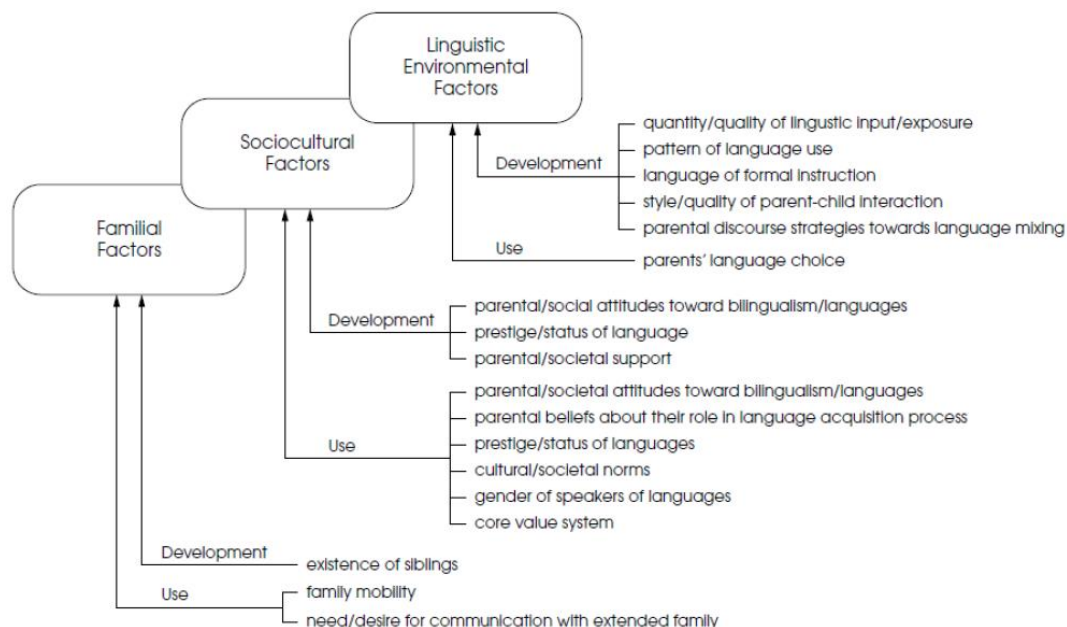 Linguistic
Environmental
Factors
Sociocultural
Factors
Familial
Factors
Development
quantity/quality of lingustic input/exposure
pattern of language use
language of formal instruction
style/quality of parent-child interaction
parental discourse strategies towards language mixing
Use
parents' language choice
Development
parental/social attitudes toward bilingualism/languages
prestige/status of language
parental/societal support
Use
parental/societal attitudes toward bilingualism/languages
parental beliefs about their role in language acquisition process
prestige/status of languages
cultural/societal norms
gender of speakers of languages
core value system
Development
existence of siblings
Use
family mobility
need/desire for communication with extended family